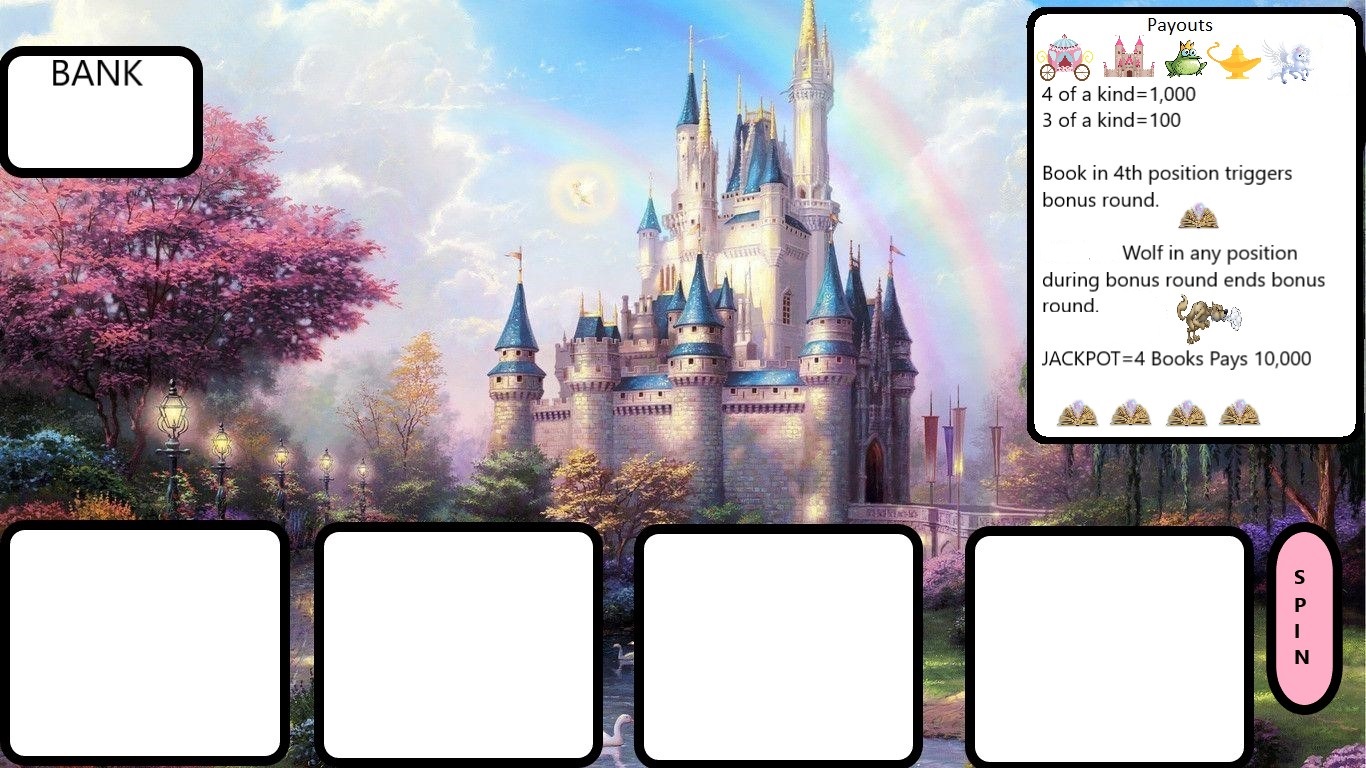 BANK
Payouts
4 of a kind=1,000
3 of a kind=100
Book in 4th position triggers
bonus round.
Wolf in any position
during bonus round ends bonus
round.
JACKPOT=4 Books Pays 10,000
S
P
I
N